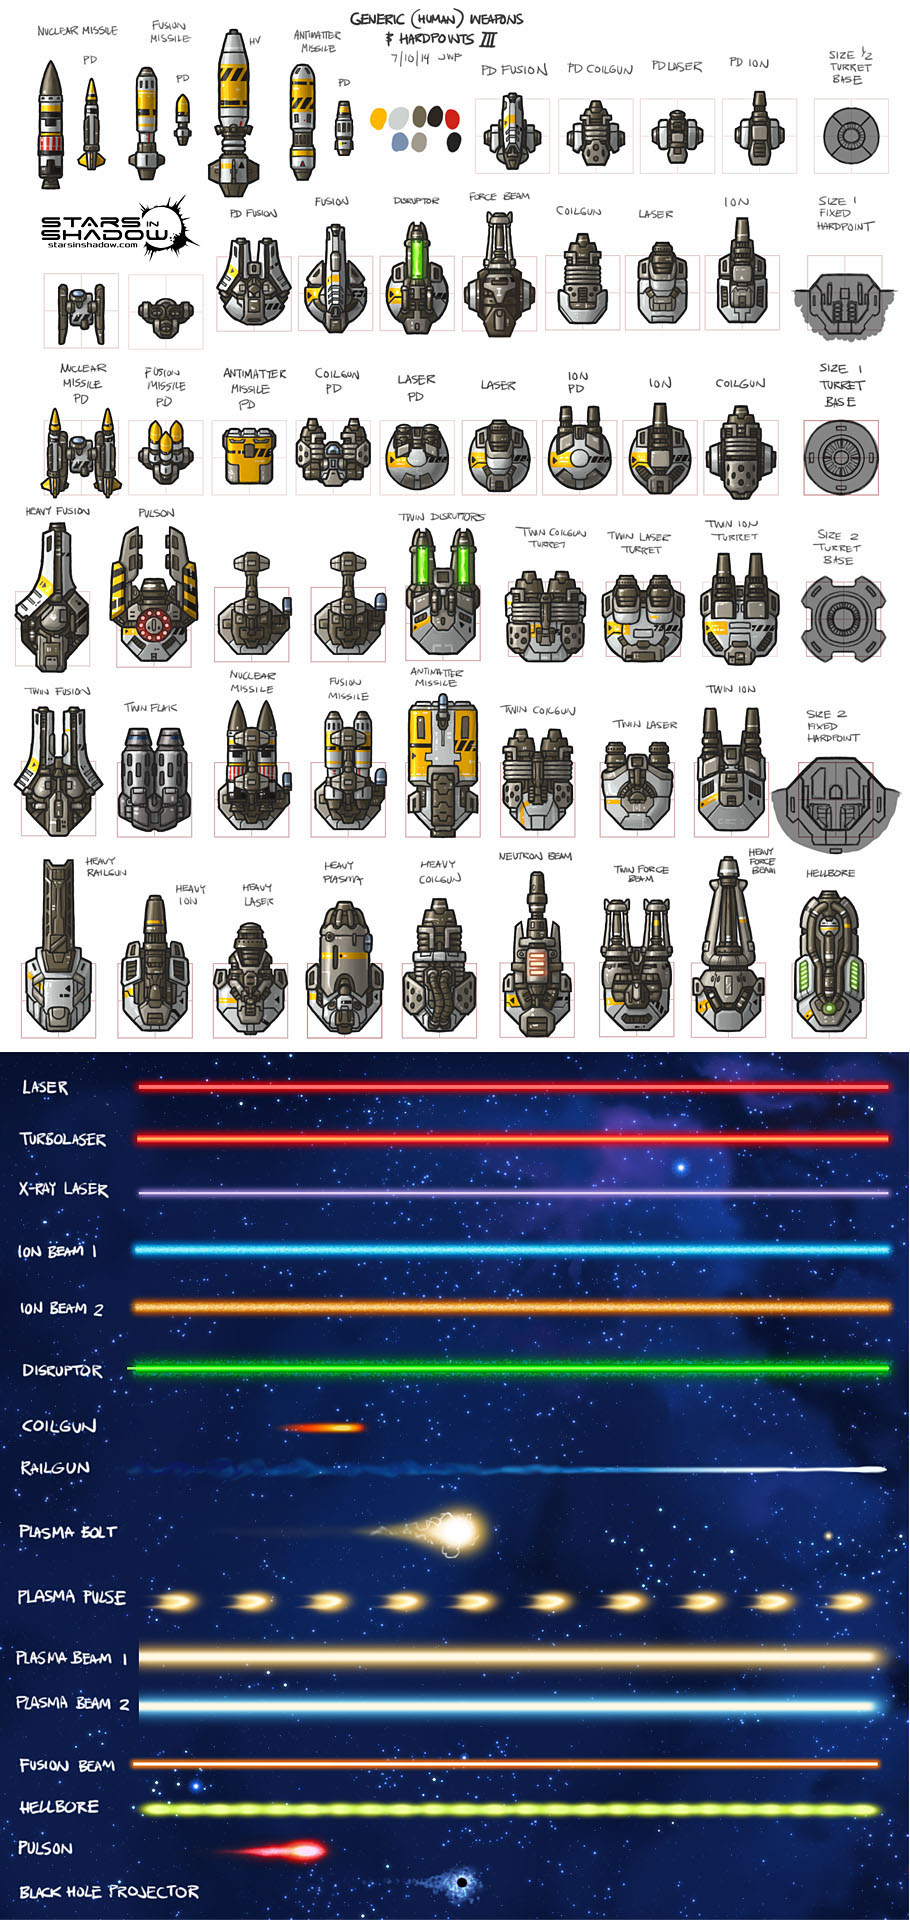 GENERIC (HUMAN) WEAPONS
& HARDPOINTS III
7/10/14 JWP
NUCLEAR MISSILE
PD
FUSION
MISSILE
PD
HV
ANTIMATTER
MISSILE
PD
PD FUSION
PD COILGUN
PD LASER
PD ION
SIZE 1/2
TURRET
BASE
STARS IN
SHADOW
starsinshadow.com
PD FUSION
FUSION
DISRUPTOR
FORCE BEAM
COILGUN
LASER
ION
SIZE 1
FIXED
HARDPOINT
NUCLEAR
MISSILE
PD
FUSION
MISSILE
PD
ANTIMATTER
MISSILE
PD
COILGUN
PD
LASER
PD
LASER
ION
PD
ION
COILGUN
SIZE 1
TURRET
BASE
HEAVY FUSION
PULSON
TWIN DISRUPTORS
TWIN COILGUN
TURRET
TWIN LASER
TURRET
TWIN ION
TURRET
SIZE 2
TURRET
BASE
TWIN FUSION
TWIN FLAK
NUCLEAR
MISSILE
FUSION
MISSILE
ANTIMATTER
MISSILE
TWIN COILGUN
TWIN LASER
TWIN ION
SIZE 2
FIXED
HARDPOINT
HEAVY
RAILGUN
HEAVY
ION
HEAVY
LASER
HEAVY
PLASMA
HEAVY
COILGUN
NEUTRON BEAM
TWIN FORCE
BEAM
HEAVY
FORCE
BEAM
HELLBORE
LASER
TURBOLASER
X-RAY LASER
ION BEAM 1
ION BEAM 2
DISRUPTOR
COILGUN
RAILGUN
PLASMA BOLT
PLASMA PULSE
PLASMA BEAM 1
PLASMA BEAM 2
FUSION BEAM
HELLBORE
PULSON
BLACK HOLE PROJECTOR